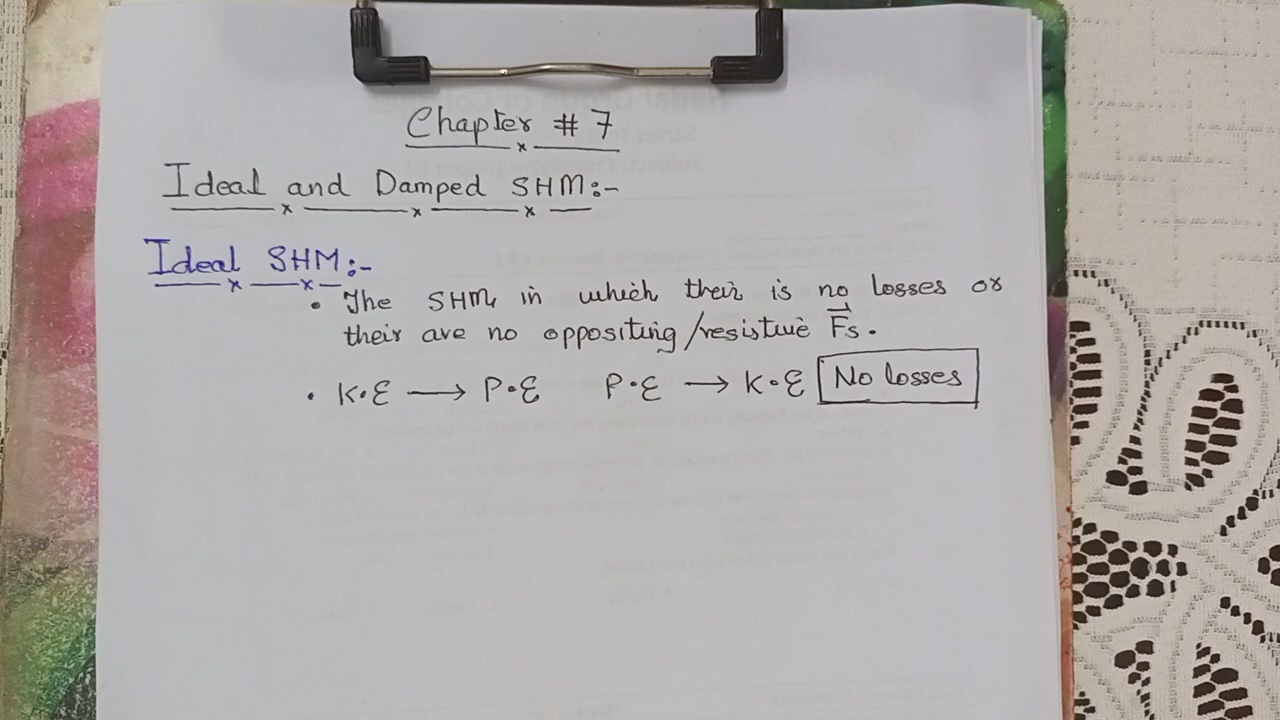 Chapter # 7
Ideal and Damped SHM:-
Ideal SHM:-
• The SHM, in which their is no losses or
their are no oppositing/resistive F⃗s.
• K.E → P.E P.E → K.E No losses